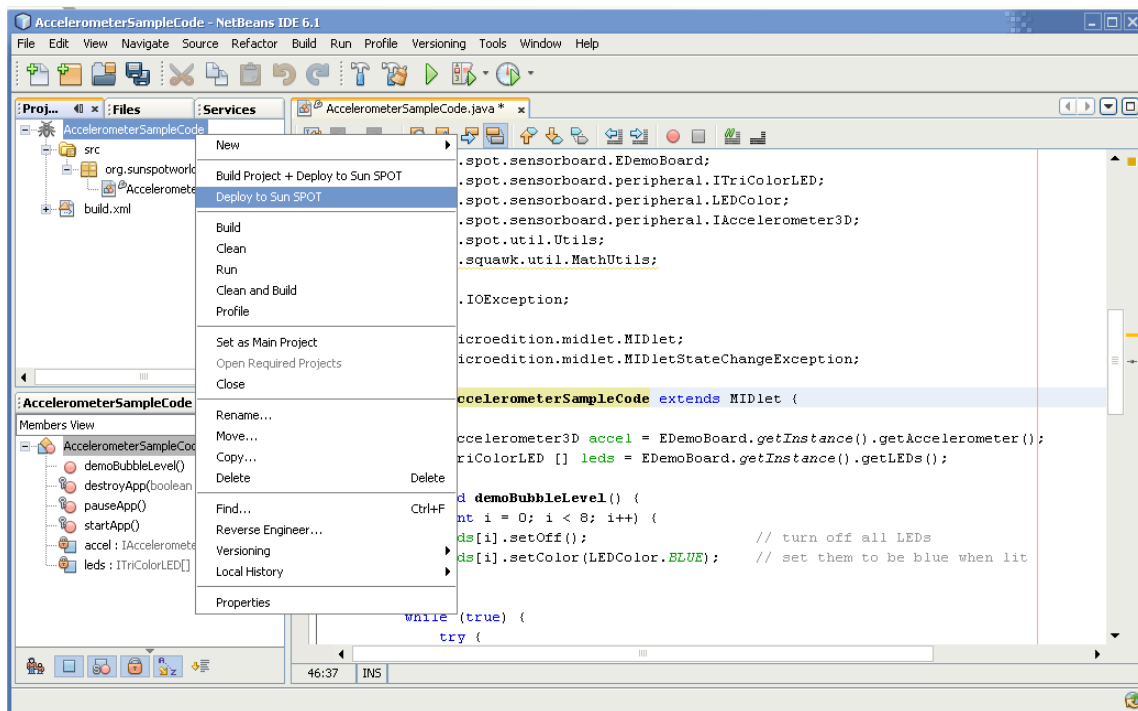 AccelerometerSampleCode - NetBeans IDE 6.1
File Edit View Navigate Source Refactor Build Run Profile Versioning Tools Window Help
Proj... Files Services
AccelerometerSampleCode
src
org.sunspotworld
Acceleromete
build.xml
New
Build Project + Deploy to Sun SPOT
Deploy to Sun SPOT
Build
Clean
Run
Clean and Build
Profile
Set as Main Project
Open Required Projects
Close
Rename...
Move...
Copy...
Delete Delete
Find... Ctrl+F
Reverse Engineer...
Versioning
Local History
Properties
AccelerometerSampleCode
Members View
AccelerometerSampleCod
demoBubbleLevel()
destroyApp(boolean
pauseApp()
startApp()
accel : IAcceleromete
leds : ITriColorLED[]
AccelerometerSampleCode.java *
.spot.sensorboard.EDemoBoard;
.spot.sensorboard.peripheral.ITriColorLED;
.spot.sensorboard.peripheral.LEDColor;
.spot.sensorboard.peripheral.IAccelerometer3D;
.spot.util.Utils;
.squawk.util.MathUtils;
.IOException;
icroedition.midlet.MIDlet;
icroedition.midlet.MIDletStateChangeException;
ccelerometerSampleCode extends MIDlet {
ccelerometer3D accel = EDemoBoard.getInstance().getAccelerometer();
riColorLED [] leds = EDemoBoard.getInstance().getLEDs();
d demoBubbleLevel() {
nt i = 0; i < 8; i++) {
ds[i].setOff(); // turn off all LEDs
ds[i].setColor(LEDColor.BLUE); // set them to be blue when lit
while (true) {
try {
46:37 INS